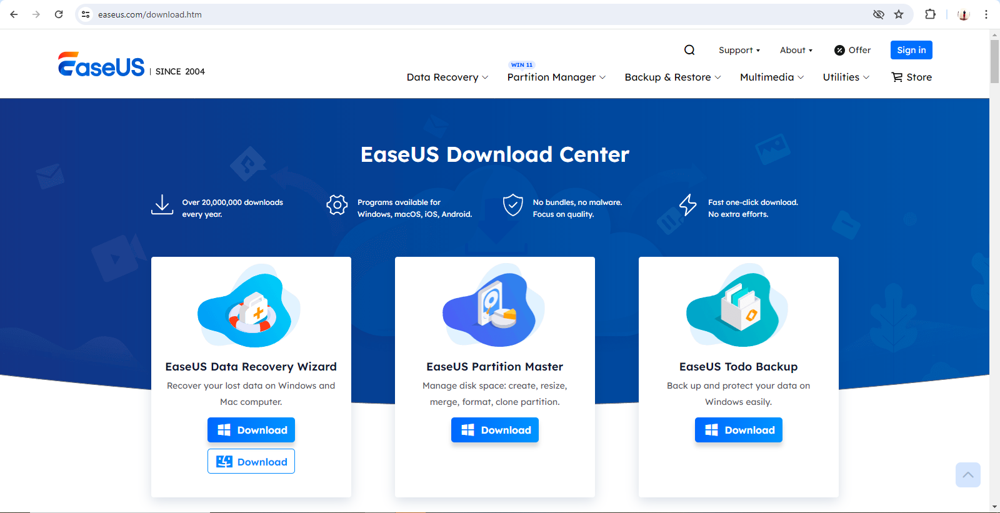 easeus.com/download.htm
EaseUS | SINCE 2004
Support
About
Offer
Sign in
Data Recovery
WIN 11
Partition Manager
Backup & Restore
Multimedia
Utilities
Store
EaseUS Download Center
Over 20,000,000 downloads
every year.
Programs available for
Windows, macOS, iOS, Android.
No bundles, no malware.
Focus on quality.
Fast one-click download.
No extra efforts.
EaseUS Data Recovery Wizard
Recover your lost data on Windows and
Mac computer.
Download
Download
EaseUS Partition Master
Manage disk space: create, resize,
merge, format, clone partition.
Download
EaseUS Todo Backup
Back up and protect your data on
Windows easily.
Download